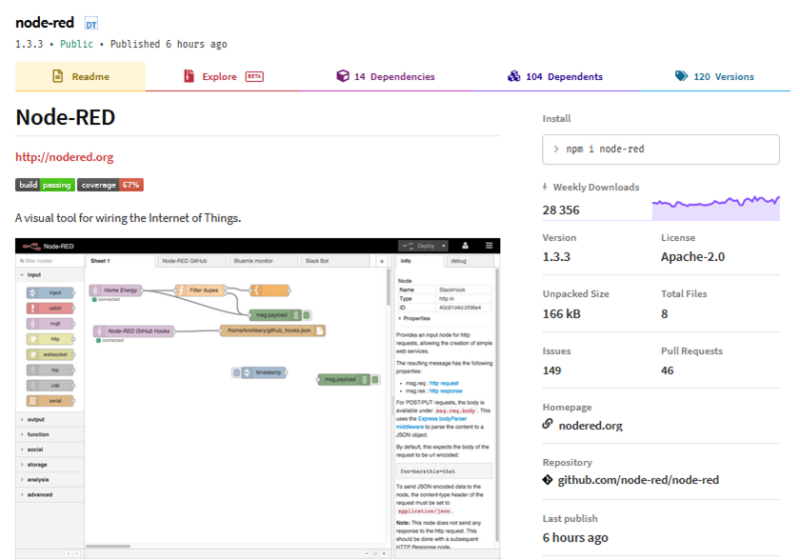 node-red DT
1.3.3 • Public • Published 6 hours ago
Readme
Explore BETA
14 Dependencies
104 Dependents
120 Versions
Node-RED
http://nodered.org
build passing coverage 67%
A visual tool for wiring the Internet of Things.
Node-RED
Deploy
filter nodes
input
inject
catch
mqtt
http
websocket
tcp
udp
serial
output
function
social
storage
analysis
advanced
Sheet 1
Node-RED GitHub
Bluemix monitor
Slack Bot
+
Home Energy
connected
Filter dupes
msg.payload
Node-RED GitHub Hooks
connected
/home/knolleary/github_hooks.json
timestamp
msg.payload
info
debug
Node
Name SlackHook
Type http in
ID
Properties
Provides an input node for http
requests, allowing the creation of simple
web services.
The resulting message has the following
properties:
• msg.req : http request
• msg.res : http response
For POST/PUT requests, the body is
available under msg.req.body. This
uses the Express bodyParser
middleware to parse the content to a
JSON object.
By default, this expects the body of the
request to be url encoded:
foo=bar&this=that
To send JSON encoded data to the
node, the content-type header of the
request must be set to
application/json.
Note: This node does not send any
response to the http request. This
should be done with a subsequent
HTTP Response node.
Install
> npm i node-red
Weekly Downloads
28 356
Version
1.3.3
License
Apache-2.0
Unpacked Size
166 kB
Total Files
8
Issues
149
Pull Requests
46
Homepage
nodered.org
Repository
github.com/node-red/node-red
Last publish
6 hours ago